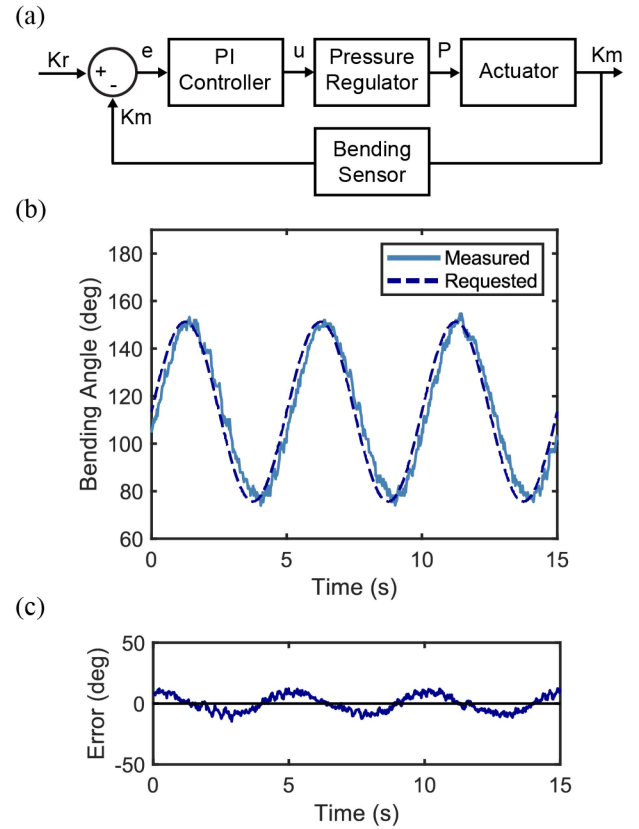 (a)
Kr
+
-
e
PI
Controller
u
Pressure
Regulator
P
Actuator
Km
Km
Bending
Sensor
(b)
Bending Angle (deg)
180
160
140
120
100
80
60
Measured
Requested
0 5 10 15
Time (s)
(c)
Error (deg)
50
0
-50
0 5 10 15
Time (s)